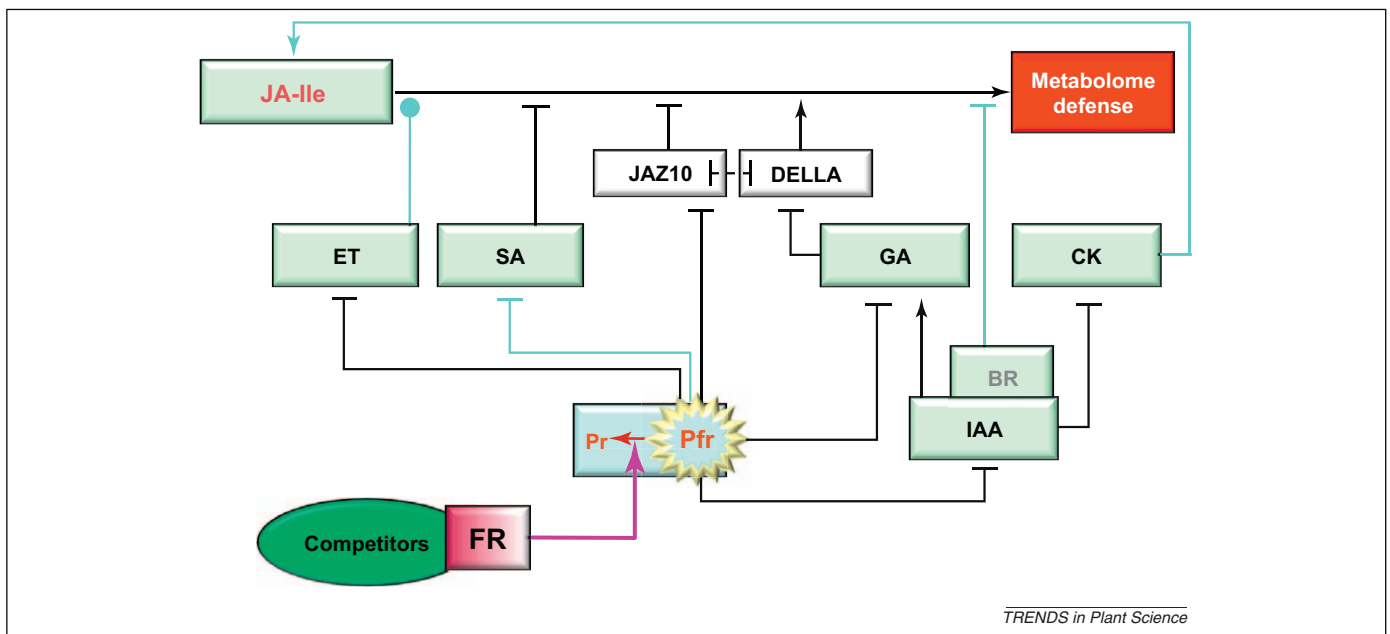 JA-Ile
Metabolome
defense
JAZ10
DELLA
ET
SA
GA
CK
BR
IAA
Pr
Pfr
Competitors
FR
TRENDS in Plant Science